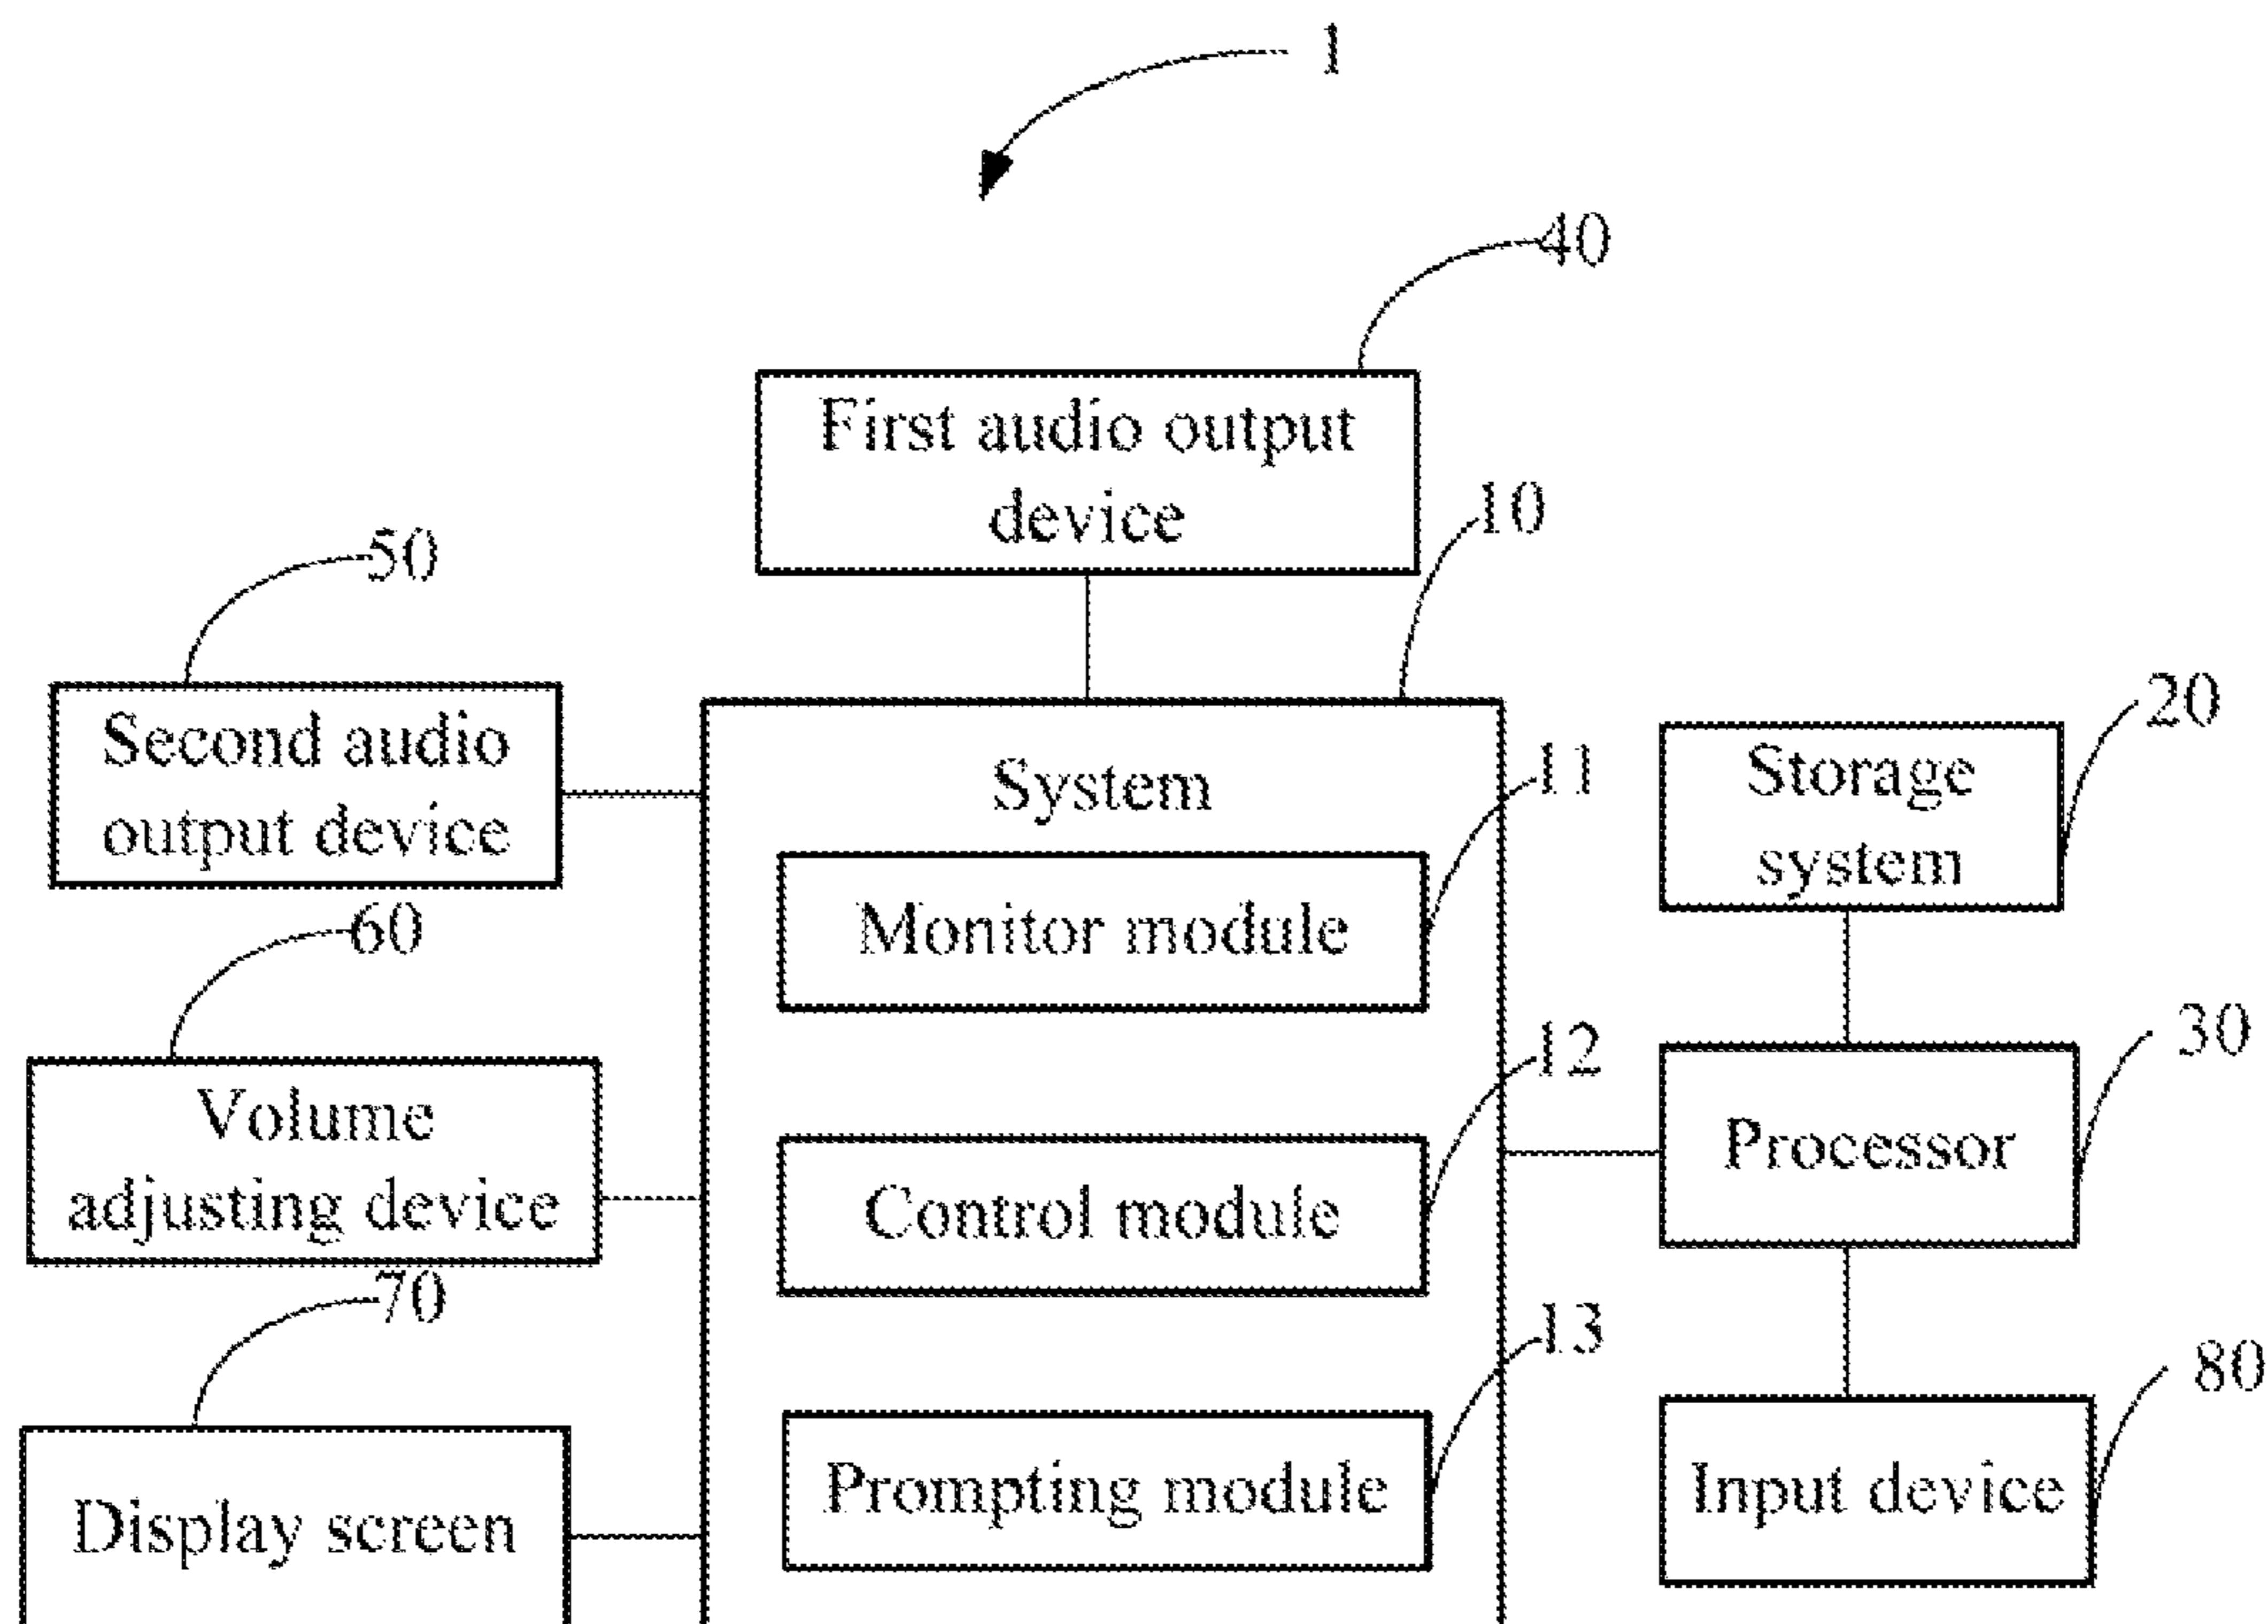 1
40
First audio output
device
10
50
Second audio
output device
20
Storage
system
System
11
Monitor module
60
Volume
adjusting device
12
Control module
30
Processor
70
Display screen
13
Prompting module
80
Input device